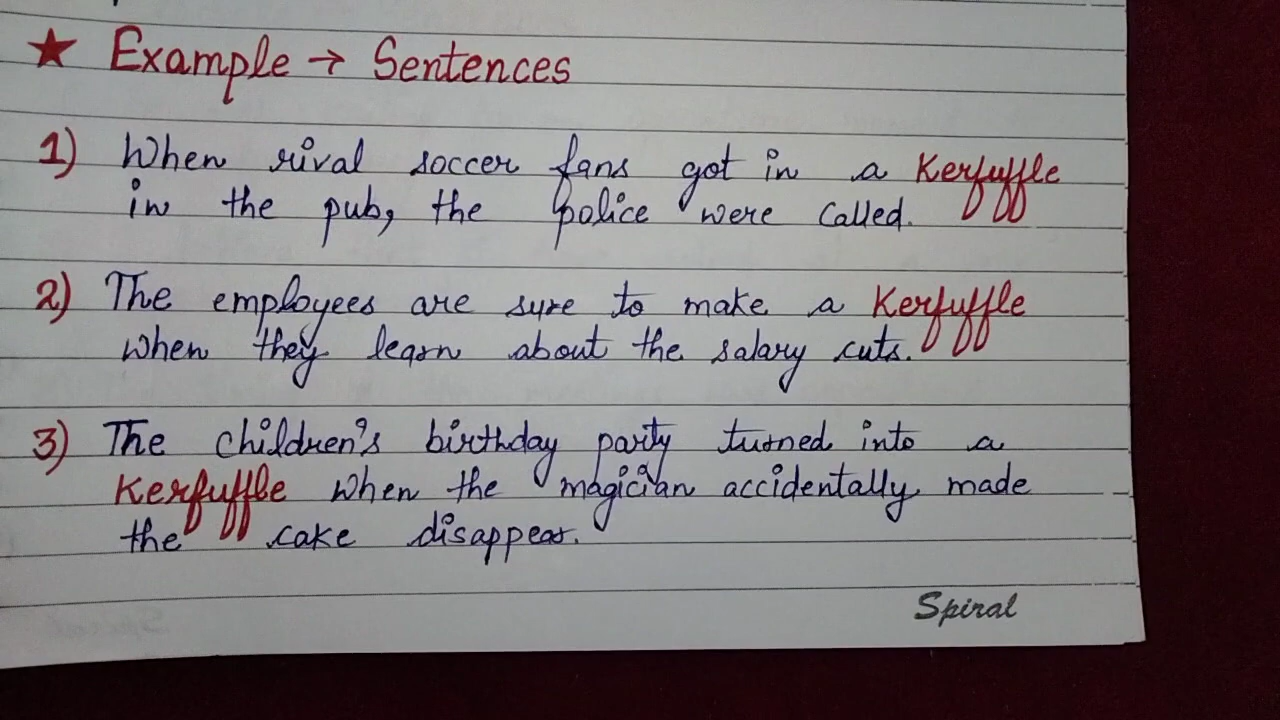 ★ Example → Sentences
1) When rival soccer fans got in a Kerfuffle
in the pub, the police were called.
2) The employees are sure to make a Kerfuffle
when they learn about the salary cuts.
3) The children's birthday party turned into a
Kerfuffle when the magician accidentally made
the cake disappear.
Spiral